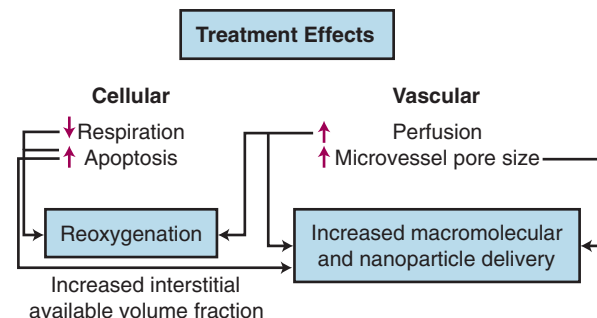 Treatment Effects
Cellular
Vascular
Respiration
Perfusion
Apoptosis
Microvessel pore size
Reoxygenation
Increased macromolecular
and nanoparticle delivery
Increased interstitial
available volume fraction